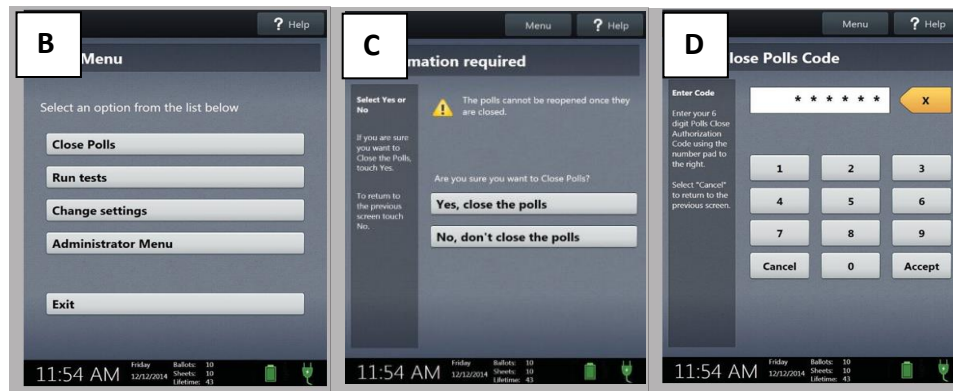 B
? Help
Menu
Select an option from the list below
Close Polls
Run tests
Change settings
Administrator Menu
Exit
11:54 AM
Friday
12/12/2014
Ballots: 10
Sheets: 10
Lifetime: 43
C
Menu
? Help
mation required
Select Yes or
No
If you are sure
you want to
Close the Polls,
touch Yes.
To return to
the previous
screen touch
No.
The polls cannot be reopened once they
are closed.
Are you sure you want to Close Polls?
Yes, close the polls
No, don't close the polls
11:54 AM
Friday
12/12/2014
Ballots: 10
Sheets: 10
Lifetime: 43
D
Menu
? Help
lose Polls Code
Enter Code
Enter your 6
digit Polls Close
Authorization
Code using the
number pad to
the right.
Select "Cancel"
to return to the
previous screen.
* * * * * *
X
1 2 3
4 5 6
7 8 9
Cancel 0 Accept
11:54 AM
Friday
12/12/2014
Ballots: 10
Sheets: 10
Lifetime: 43